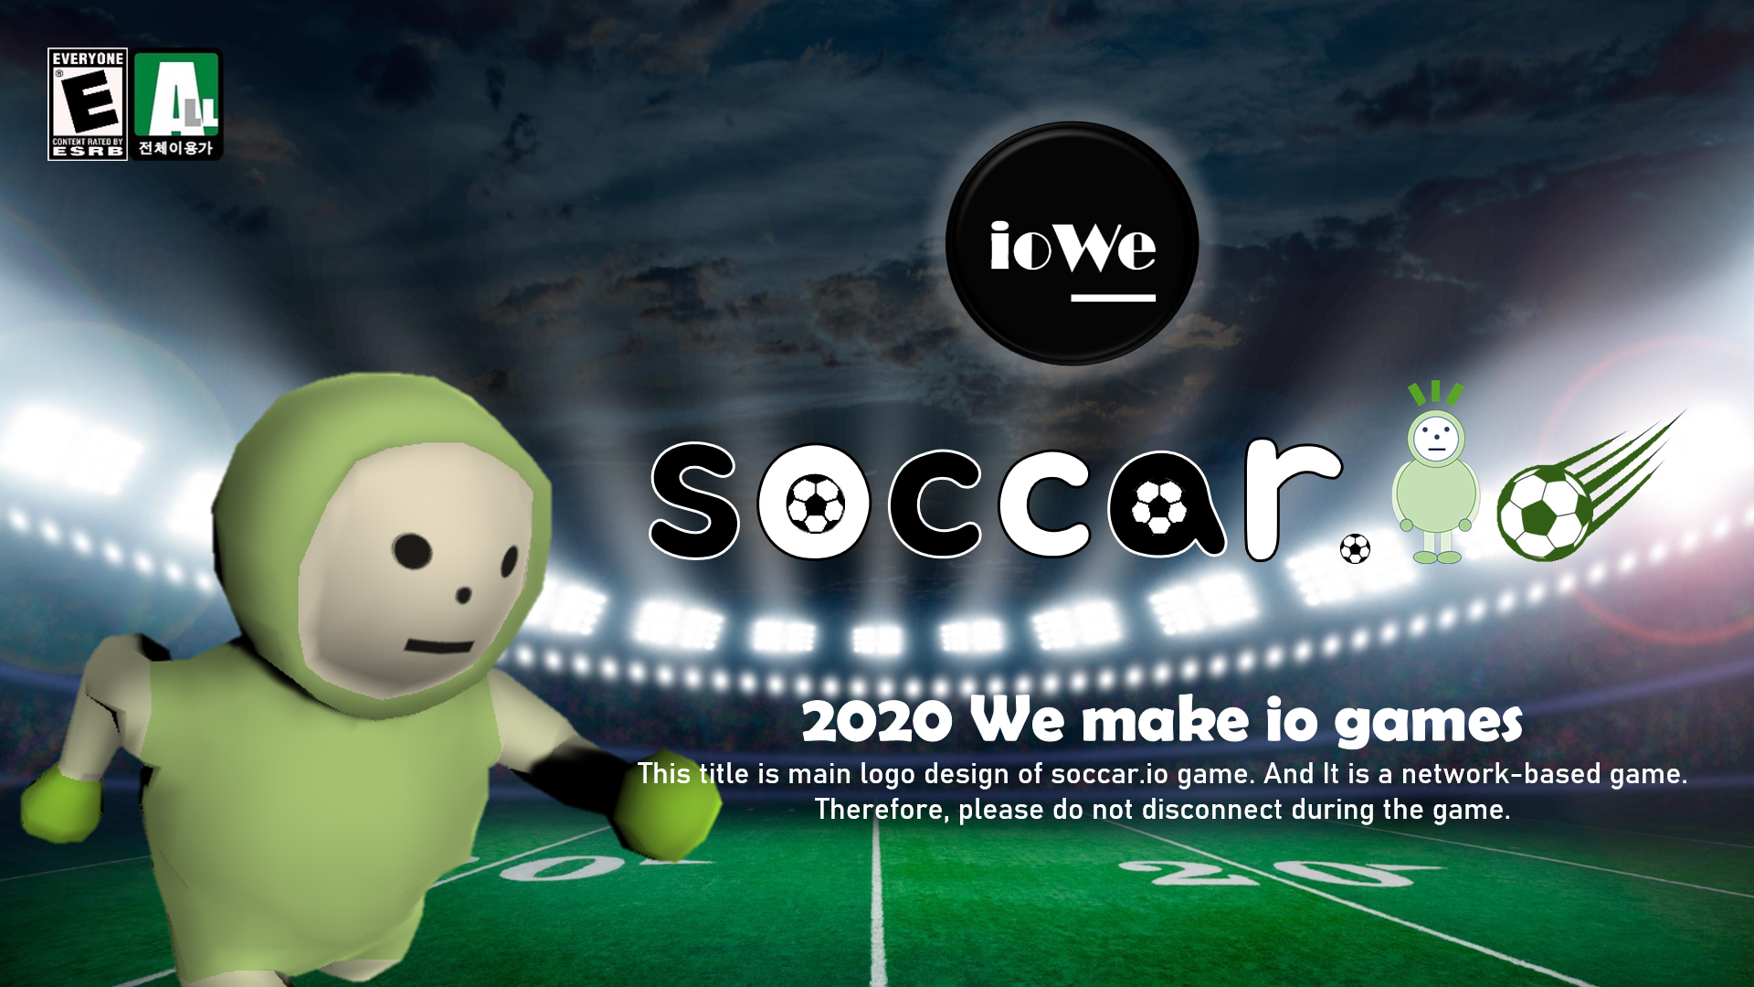 EVERYONE
E
®
CONTENT RATED BY
ESRB
ALL
전체이용가
ioWe
soccar.io
2020 We make io games
This title is main logo design of soccar.io game. And It is a network-based game.
Therefore, please do not disconnect during the game.
20